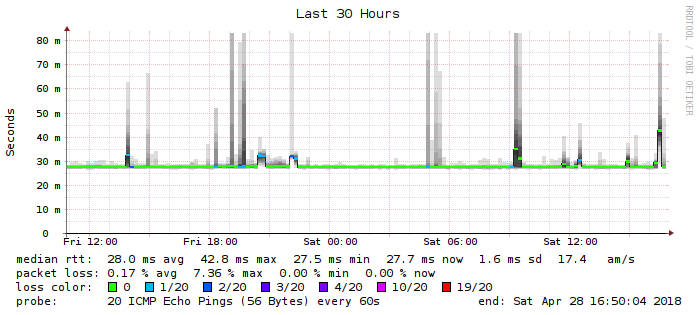 Last 30 Hours
RRDTOOL / TOBI OETIKER
Seconds
80 m
70 m
60 m
50 m
40 m
30 m
20 m
10 m
0
Fri 12:00 Fri 18:00 Sat 00:00 Sat 06:00 Sat 12:00
median rtt: 28.0 ms avg 42.8 ms max 27.5 ms min 27.7 ms now 1.6 ms sd 17.4 am/s
packet loss: 0.17 % avg 7.36 % max 0.00 % min 0.00 % now
loss color: 0 1/20 2/20 3/20 4/20 10/20 19/20
probe: 20 ICMP Echo Pings (56 Bytes) every 60s end: Sat Apr 28 16:50:04 2018